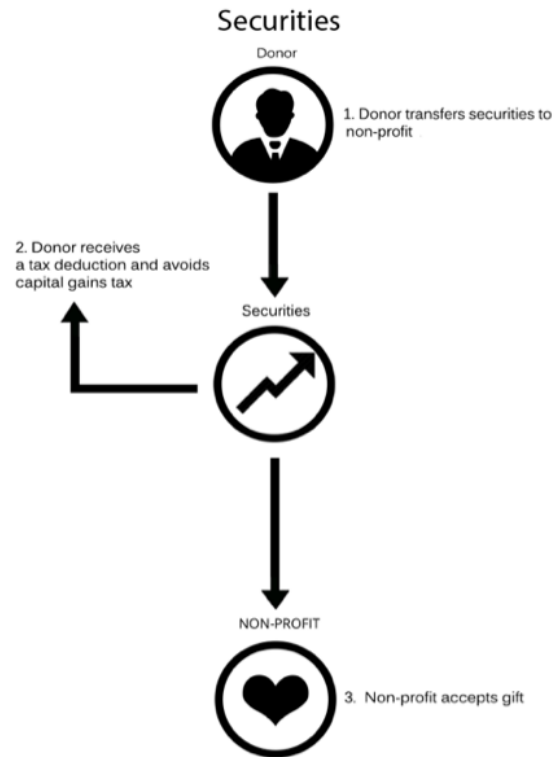 Securities
Donor
1. Donor transfers securities to
non-profit
2. Donor receives
a tax deduction and avoids
capital gains tax
Securities
NON-PROFIT
3. Non-profit accepts gift